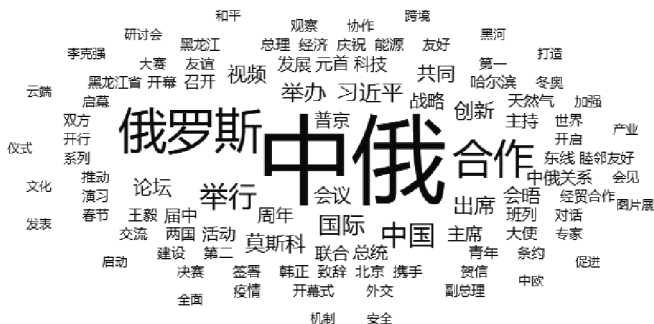 和平 跨境
观察 协作
研讨会 黑龙江 总理 经济 庆祝 能源 友好 黑河
李克强 大赛 友谊 发展 元首 科技 第一 打造
黑龙江省 开幕 召开 视频 共同 哈尔滨 冬奥
云端 启幕 举办 习近平 战略 创新 天然气 加强
双方 俄罗斯 普京 中俄 主持 世界 产业
仪式 开行 合作 开启
系列 东线 睦邻友好
推动 论坛 举行 会议 中俄关系 会见
文化 演习 会晤 经贸合作
春节 王毅 届中 周年 国际 中国 出席 班列 对话 图片展
发表 交流 两国 活动 莫斯科 主席 大使 专家
建设 第二 联合 总统 青年 条约
启动 决赛 签署 韩正 致辞 北京 携手 贺信 促进
全面 疫情 开幕式 外交 副总理 中欧
机制 安全